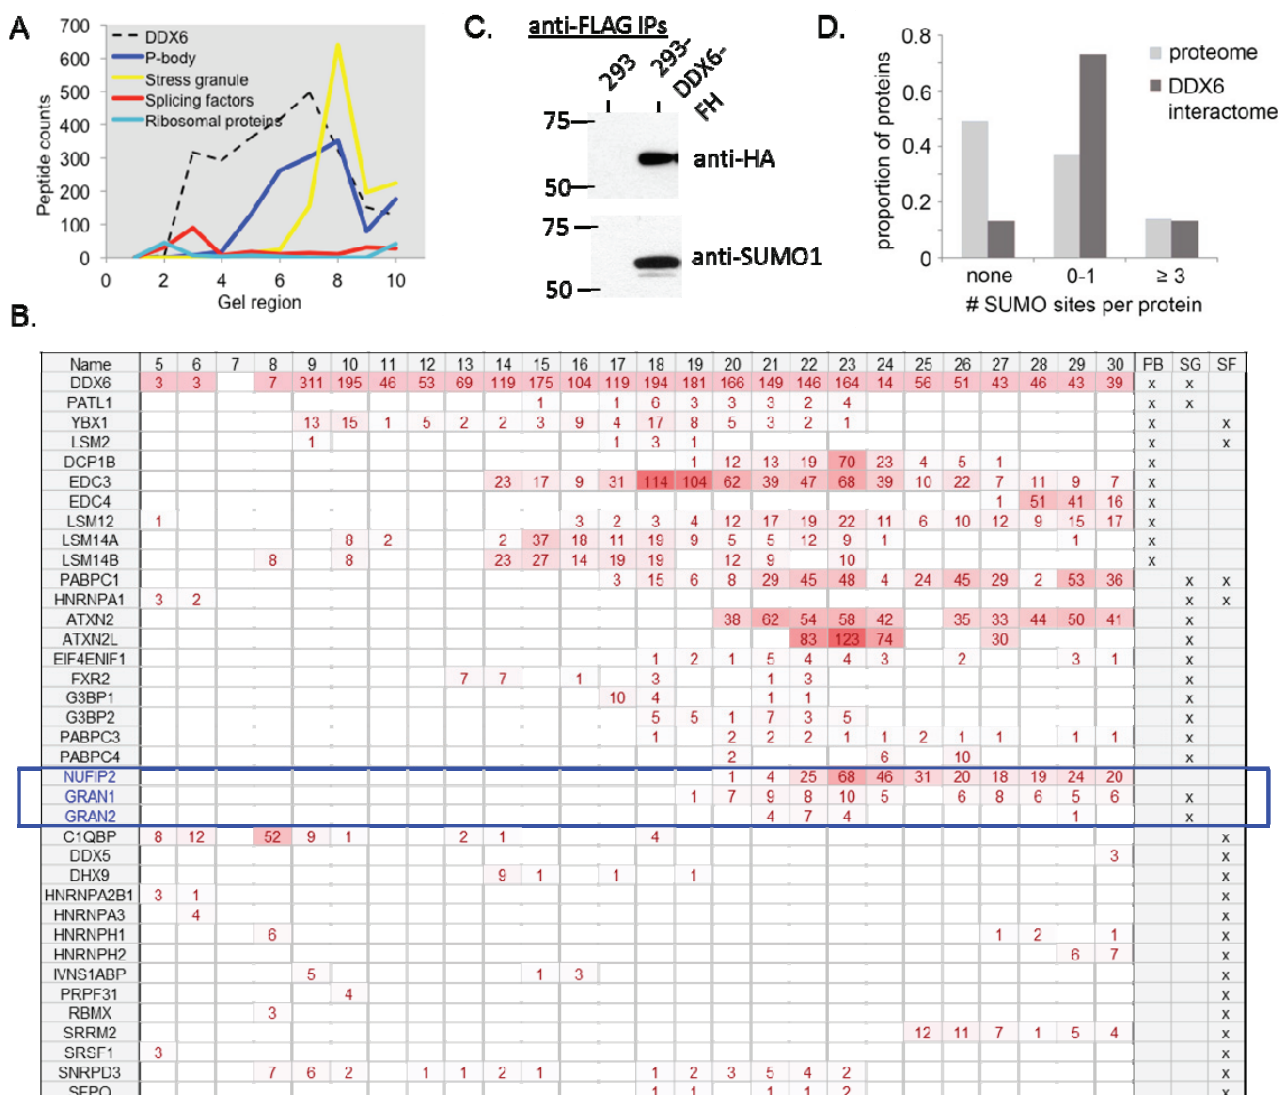 A
700
600
500
400
300
200
100
0
Peptide counts
DDX6
P-body
Stress granule
Splicing factors
Ribosomal proteins
0 2 4 6 8 10
Gel region
C.
anti-FLAG IPs
293
293-DDX6-FH
75
50
anti-HA
75
50
anti-SUMO1
D.
0.8
0.6
0.4
0.2
0
proportion of proteins
proteome
DDX6
interactome
none 0-1 ≥ 3
# SUMO sites per protein
B.
Name 5 6 7 8 9 10 11 12 13 14 15 16 17 18 19 20 21 22 23 24 25 26 27 28 29 30 PB SG SF
DDX6 3 3 7 311 195 46 53 69 119 175 104 119 194 181 166 149 146 164 14 56 51 43 46 43 39 x x
PATL1 1 1 6 3 3 3 2 4 x x
YBX1 13 15 1 5 2 2 3 9 4 17 8 5 3 2 1 x x
LSM2 1 1 3 1 x x
DCP1B 1 12 13 19 70 23 4 5 1 x
EDC3 23 17 9 31 114 104 62 39 47 68 39 10 22 7 11 9 7 x
EDC4 1 51 41 16 x
LSM12 1 3 2 3 4 12 17 19 22 11 6 10 12 9 15 17 x
LSM14A 8 2 2 37 18 11 19 9 5 5 12 9 1 1 x
LSM14B 8 8 23 27 14 19 19 12 9 10 x
PABPC1 3 15 6 8 29 45 48 4 24 45 29 2 53 36 x x
HNRNPA1 3 2 x x
ATXN2 38 62 54 58 42 35 33 44 50 41 x
ATXN2L 83 123 74 30 x
EIF4ENIF1 1 2 1 5 4 4 3 2 3 1 x
FXR2 7 7 1 3 1 3 x
G3BP1 10 4 1 1 x
G3BP2 5 5 1 7 3 5 x
PABPC3 1 2 2 2 1 1 2 1 1 1 1 x
PABPC4 2 6 10 x
NUFIP2 1 4 25 68 46 31 20 18 19 24 20
GRAN1 1 7 9 8 10 5 6 8 6 5 6 x
GRAN2 4 7 4 1 x
C1QBP 8 12 52 9 1 2 1 4 x
DDX5 3 x
DHX9 9 1 1 1 x
HNRNPA2B1 3 1 x
HNRNPA3 4 x
HNRNPH1 6 1 2 1 x
HNRNPH2 6 7 x
IVNS1ABP 5 1 3 x
PRPF31 4 x
RBMX 3 x
SRRM2 12 11 7 1 5 4 x
SRSF1 3 x
SNRPD3 7 6 2 1 1 2 1 1 2 3 5 4 2 x
SFPQ 1 1 1 1 2 x